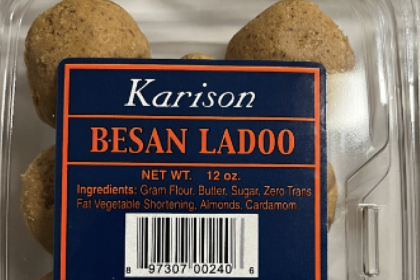 Karison
BESAN LADOO
NET WT. 12 oz.
Ingredients: Gram Flour, Butter, Sugar, Zero Trans
Fat Vegetable Shortening, Almonds, Cardamom
8 97307 00240 6